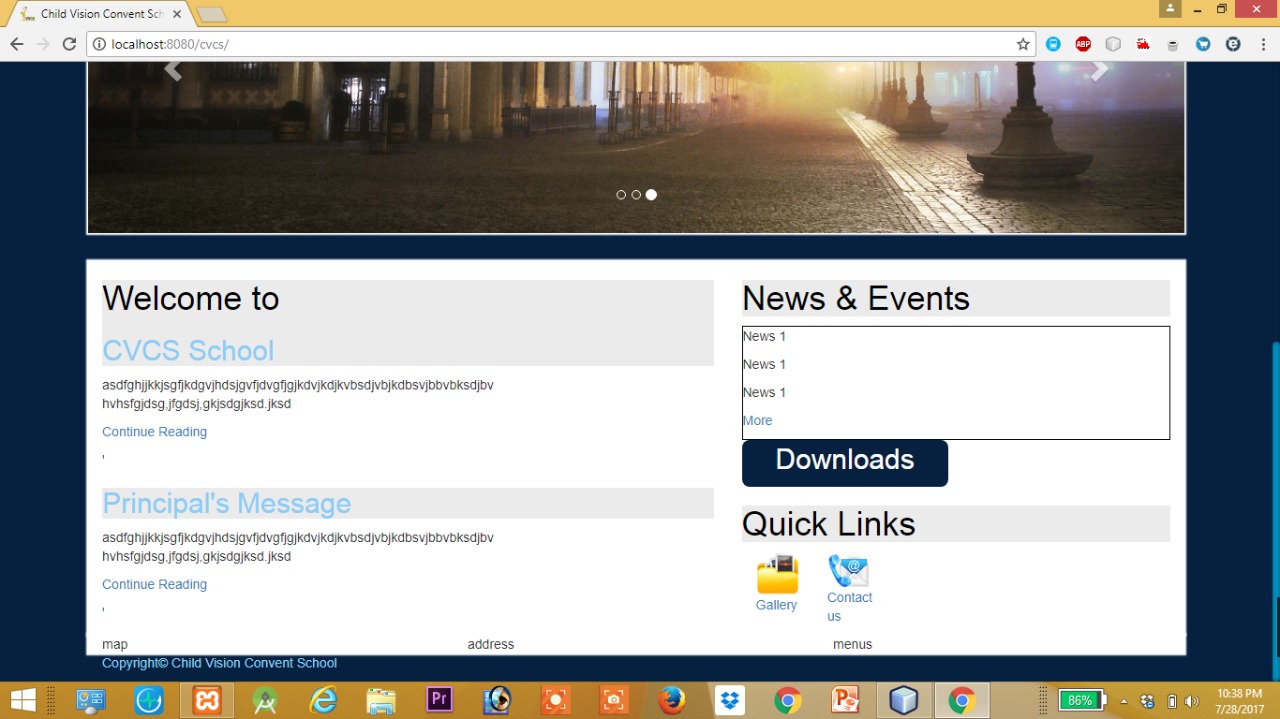 Child Vision Convent Sch
localhost:8080/cvcs/
ABP
Welcome to
CVCS School
asdfghjjkkjsgfjkdgvjhdsjgvfjdvgfjgjkdvjkdjkvbsdjvbjkdbsvjbbvbksdjbv
hvhsfgjdsg,jfgdsj,gkjsdgjksd.jksd
Continue Reading
'
Principal's Message
asdfghjjkkjsgfjkdgvjhdsjgvfjdvgfjgjkdvjkdjkvbsdjvbjkdbsvjbbvbksdjbv
hvhsfgjdsg,jfgdsj,gkjsdgjksd.jksd
Continue Reading
'
News & Events
News 1
News 1
News 1
More
Downloads
Quick Links
Gallery
Contact
us
map address menus
Copyright© Child Vision Convent School
Pr
86%
10:38 PM
7/28/2017